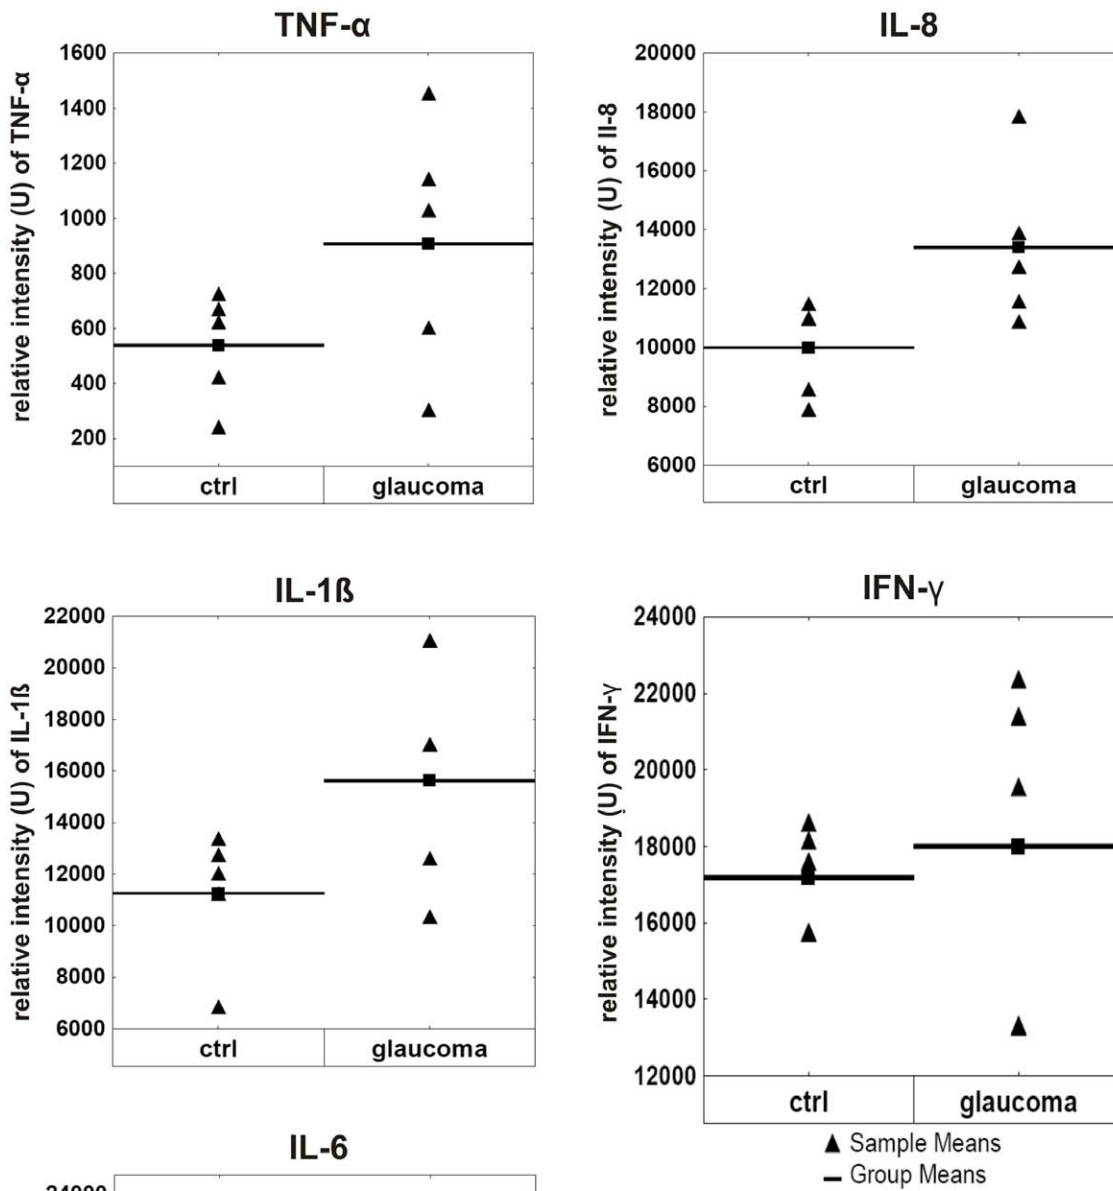 TNF-α
relative intensity (U) of TNF-α
1600
1400
1200
1000
800
600
400
200
ctrl
glaucoma
IL-8
relative intensity (U) of Il-8
20000
18000
16000
14000
12000
10000
8000
6000
ctrl
glaucoma
IL-1ß
relative intensity (U) of IL-1ß
22000
20000
18000
16000
14000
12000
10000
8000
6000
ctrl
glaucoma
IFN-γ
relative intensity (U) of IFN-γ
24000
22000
20000
18000
16000
14000
12000
ctrl
glaucoma
Sample Means
Group Means
IL-6